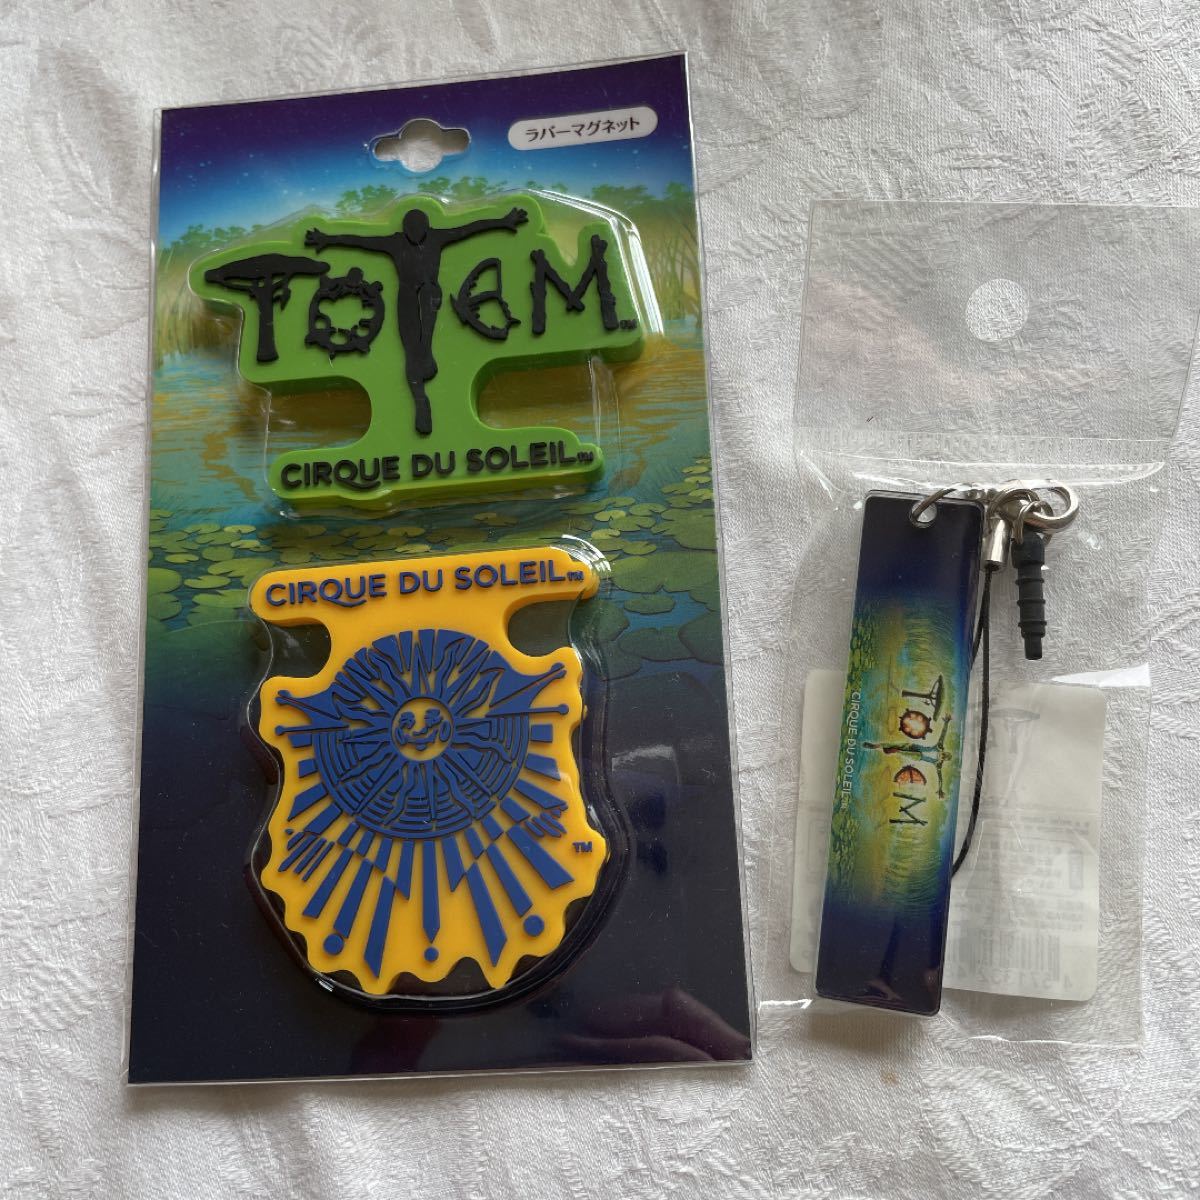 ラバーマグネット
TOTEM™
CIRQUE DU SOLEIL™
CIRQUE DU SOLEIL™
™
TOTEM
CIRQUE DU SOLEIL™